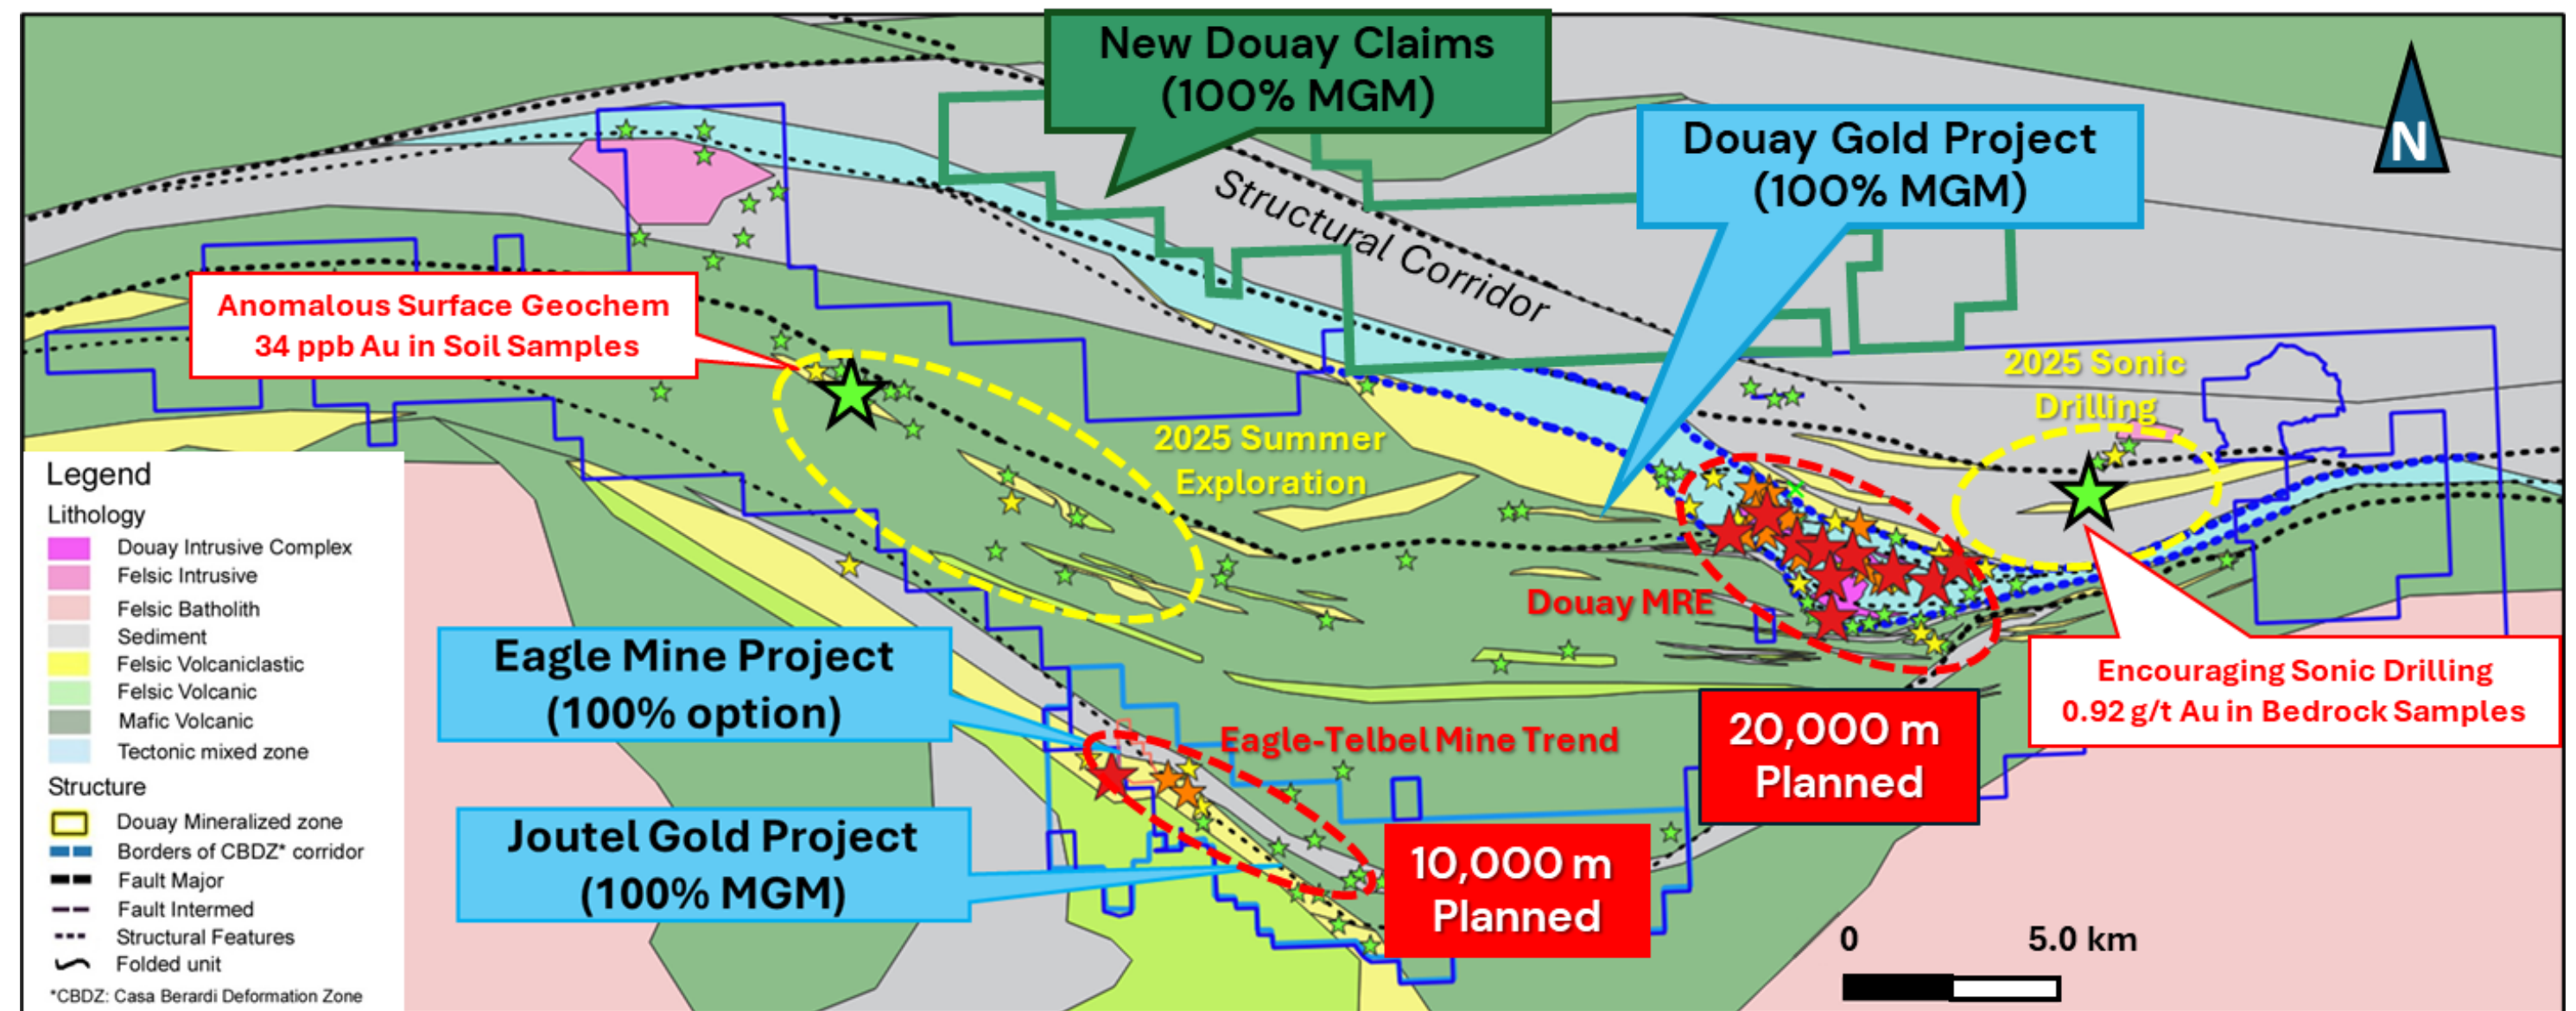 New Douay Claims
(100% MGM)
Douay Gold Project
(100% MGM)
N
Structural Corridor
Anomalous Surface Geochem
34 ppb Au in Soil Samples
2025 Sonic
Drilling
2025 Summer
Exploration
Legend
Lithology
Douay Intrusive Complex
Felsic Intrusive
Felsic Batholith
Sediment
Felsic Volcaniclastic
Felsic Volcanic
Mafic Volcanic
Tectonic mixed zone
Structure
Douay Mineralized zone
Borders of CBDZ* corridor
Fault Major
Fault Intermed
Structural Features
Folded unit
*CBDZ: Casa Berardi Deformation Zone
Douay MRE
Eagle Mine Project
(100% option)
Encouraging Sonic Drilling
0.92 g/t Au in Bedrock Samples
Eagle-Telbel Mine Trend
20,000 m
Planned
Joutel Gold Project
(100% MGM)
10,000 m
Planned
0 5.0 km